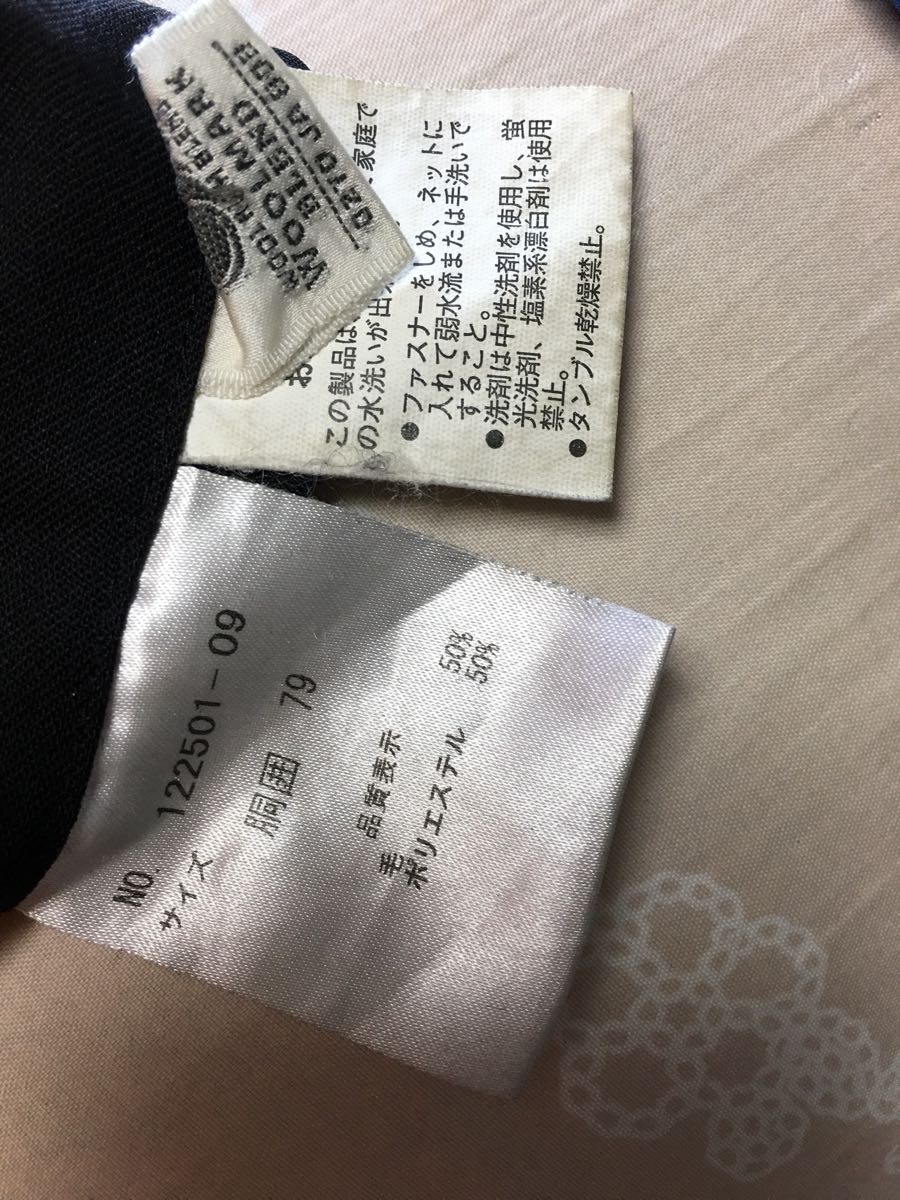 WOOLMARK
BLEND
0210 JA 008
この製品は
家庭で
の水洗いが出来
●ファスナーをしめ、ネットに
入れて弱水流または手洗いで
すること。
●洗剤は中性洗剤を使用し、蛍
光洗剤、塩素系漂白剤は使用
禁止。
●タンブル乾燥禁止。
NO. 122501-09
サイズ 胴囲 79
品質表示
毛 50%
ポリエステル 50%